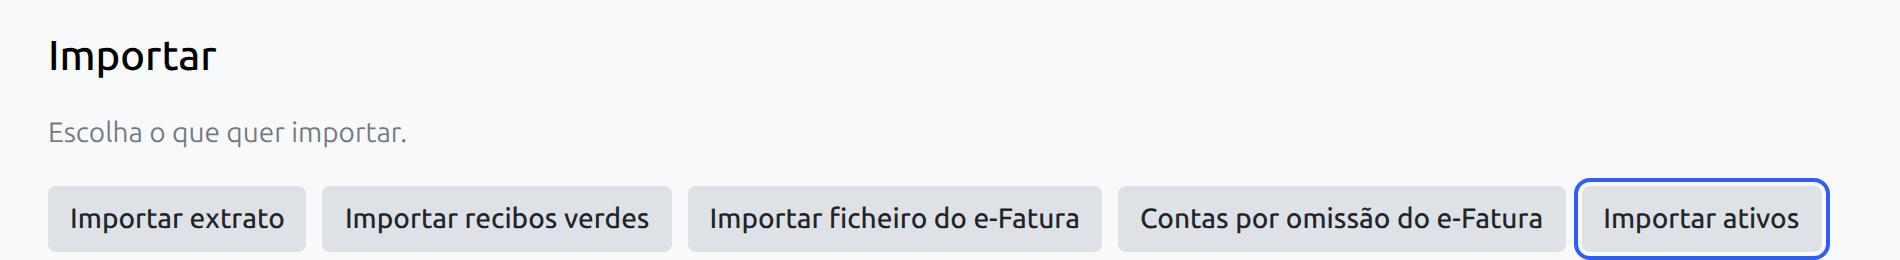 Importar
Escolha o que quer importar.
Importar extrato Importar recibos verdes Importar ficheiro do e-Fatura Contas por omissão do e-Fatura Importar ativos